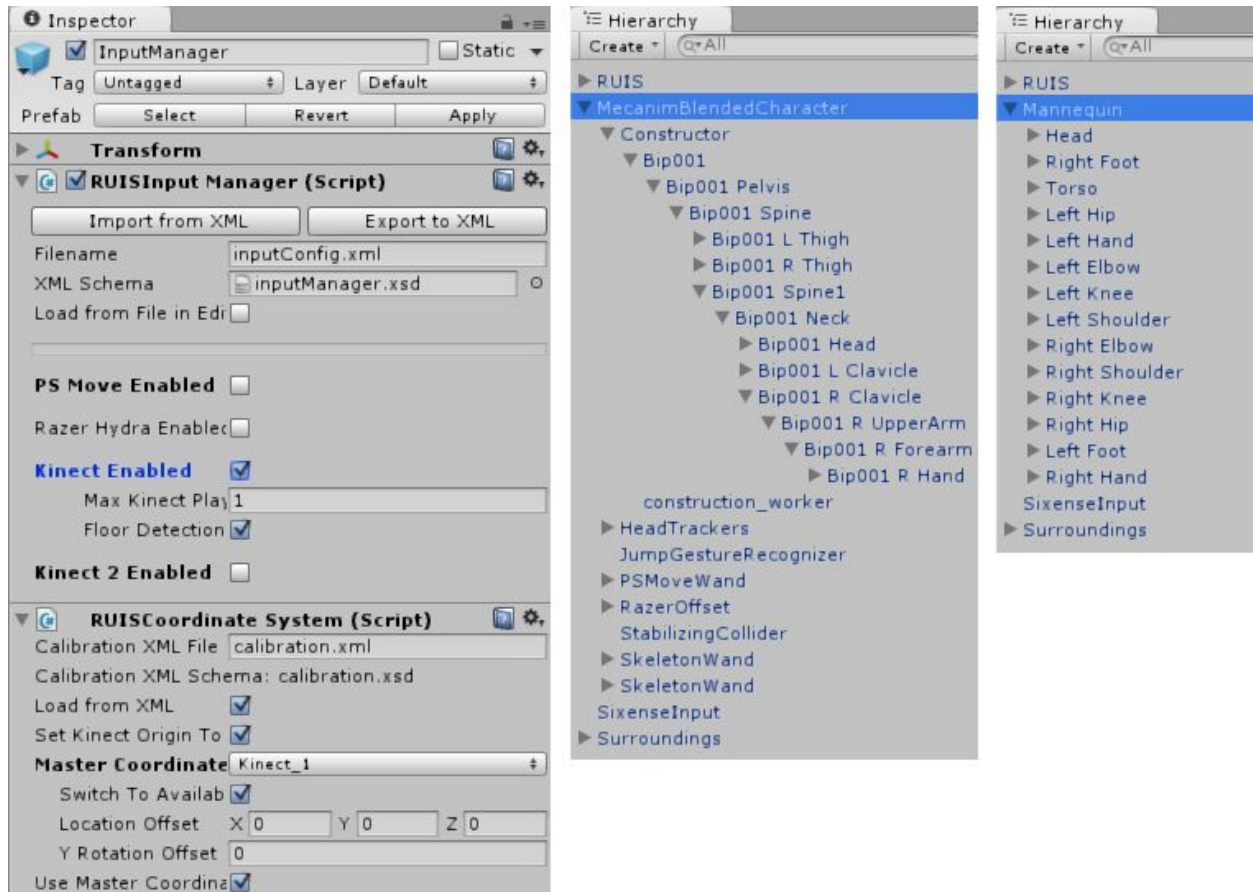 Inspector
InputManager
Static
Tag Untagged Layer Default
Prefab Select Revert Apply
Transform
RUISInput Manager (Script)
Import from XML Export to XML
Filename inputConfig.xml
XML Schema inputManager.xsd
Load from File in Edi
PS Move Enabled
Razer Hydra Enablec
Kinect Enabled
Max Kinect Play 1
Floor Detection
Kinect 2 Enabled
RUISCoordinate System (Script)
Calibration XML File calibration.xml
Calibration XML Schema: calibration.xsd
Load from XML
Set Kinect Origin To
Master Coordinate Kinect_1
Switch To Availab
Location Offset X 0 Y 0 Z 0
Y Rotation Offset 0
Use Master Coordina
Hierarchy
Create All
RUIS
MecanimBlendedCharacter
Constructor
Bip001
Bip001 Pelvis
Bip001 Spine
Bip001 L Thigh
Bip001 R Thigh
Bip001 Spine1
Bip001 Neck
Bip001 Head
Bip001 L Clavicle
Bip001 R Clavicle
Bip001 R UpperArm
Bip001 R Forearm
Bip001 R Hand
construction_worker
HeadTrackers
JumpGestureRecognizer
PSMoveWand
RazerOffset
StabilizingCollider
SkeletonWand
SkeletonWand
SixenseInput
Surroundings
Hierarchy
Create All
RUIS
Mannequin
Head
Right Foot
Torso
Left Hip
Left Hand
Left Elbow
Left Knee
Left Shoulder
Right Elbow
Right Shoulder
Right Knee
Right Hip
Left Foot
Right Hand
SixenseInput
Surroundings